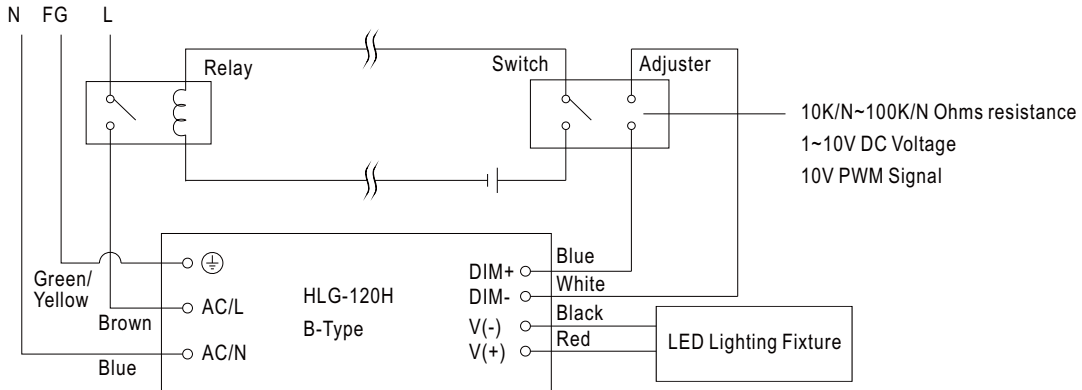 N FG L
Relay
Switch
Adjuster
10K/N~100K/N Ohms resistance
1~10V DC Voltage
10V PWM Signal
Green/
Yellow
Brown
Blue
AC/L
AC/N
HLG-120H
B-Type
DIM+
DIM-
V(-)
V(+)
Blue
White
Black
Red
LED Lighting Fixture